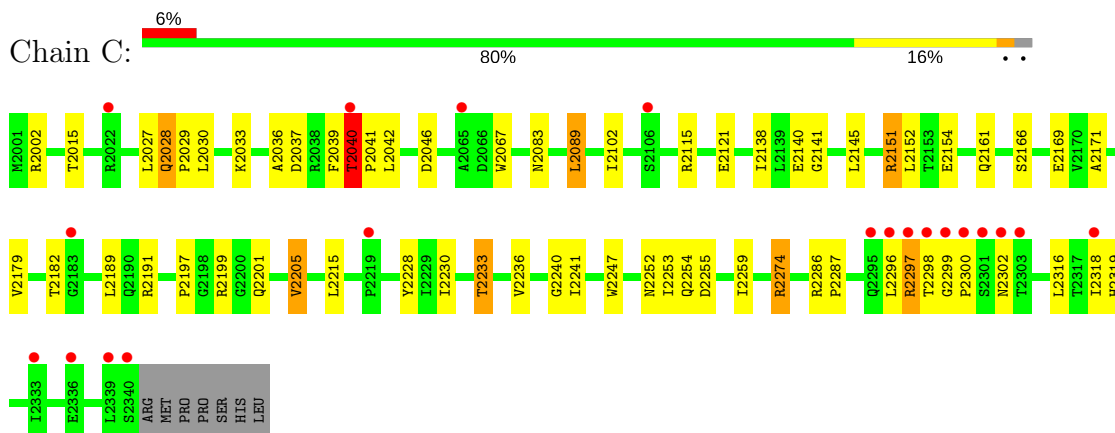 6%
Chain C:
80% 16% • •
M2001 R2002 T2015 R2022 L2027 Q2028 P2029 L2030 K2033 A2036 D2037 R2038 F2039 T2040 P2041 L2042 D2046 A2065 D2066 W2067 N2083 L2089 I2102 S2106 R2115 E2121 I2138 L2139 E2140 G2141 L2145 R2151 L2152 T2153 E2154 Q2161 S2166 E2169 V2170 A2171
V2179 T2182 G2183 L2189 Q2190 R2191 P2197 G2198 R2199 G2200 Q2201 V2205 L2215 P2219 Y2228 I2229 I2230 T2233 V2236 G2240 I2241 W2247 N2252 I2253 Q2254 D2255 I2259 R2274 R2286 P2287 Q2295 L2296 R2297 T2298 G2299 P2300 S2301 N2302 T2303 L2316 T2317 I2318 H2319
I2333 E2336 L2339 S2340 ARG MET PRO PRO SER HIS LEU